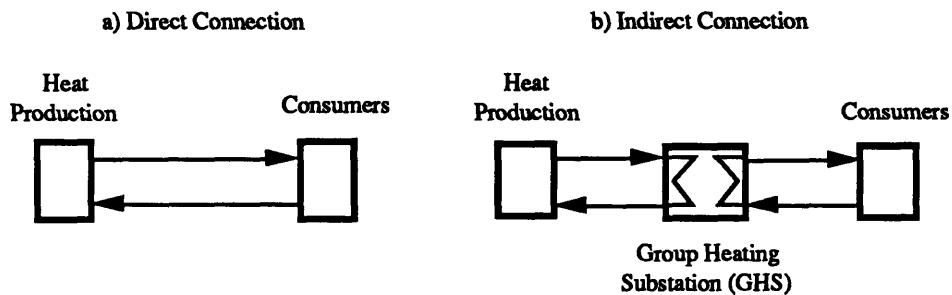 a) Direct Connection
Heat
Production
Consumers
b) Indirect Connection
Heat
Production
Consumers
Group Heating
Substation (GHS)